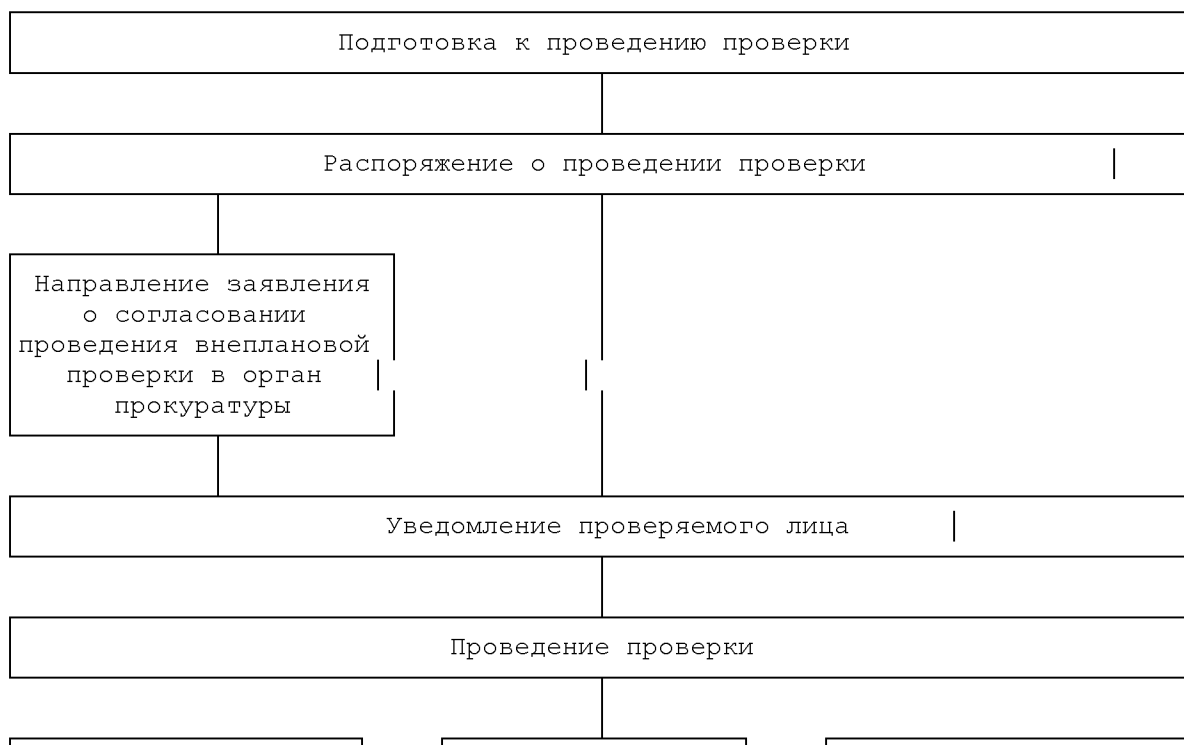 Подготовка к проведению проверки
Распоряжение о проведении проверки
Направление заявления
о согласовании
проведения внеплановой
проверки в орган
прокуратуры
Уведомление проверяемого лица
Проведение проверки